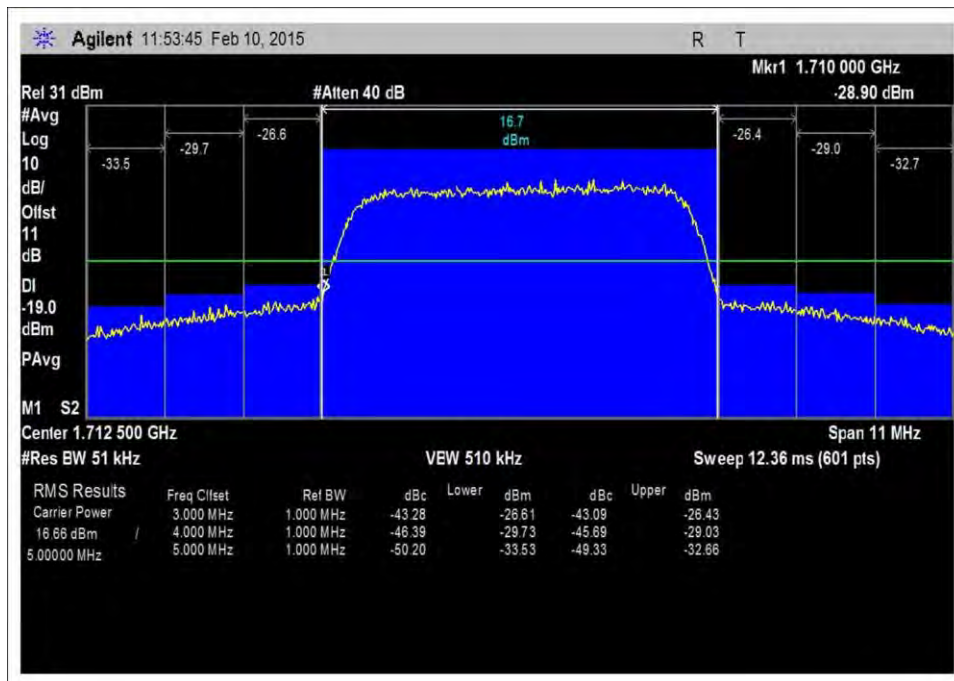 Agilent 11:53:45 Feb 10, 2015 R T
Mkr1 1.710 000 GHz
Ref 31 dBm #Atten 40 dB -28.90 dBm
#Avg
Log
10
dB/
Offst
11
dB
DI
-19.0
dBm
PAvg
M1 S2
-33.5 -29.7 -26.6 16.7 -26.4 -29.0 -32.7
dBm
Center 1.712 500 GHz Span 11 MHz
#Res BW 51 kHz VBW 510 kHz Sweep 12.36 ms (601 pts)
RMS Results Freq Offset Ref BW dBc Lower dBm dBc Upper dBm
Carrier Power 3.000 MHz 1.000 MHz -43.28 -26.61 -43.09 -26.43
16.66 dBm / 4.000 MHz 1.000 MHz -46.39 -29.73 -45.69 -29.03
5.00000 MHz 5.000 MHz 1.000 MHz -50.20 -33.53 -49.33 -32.66